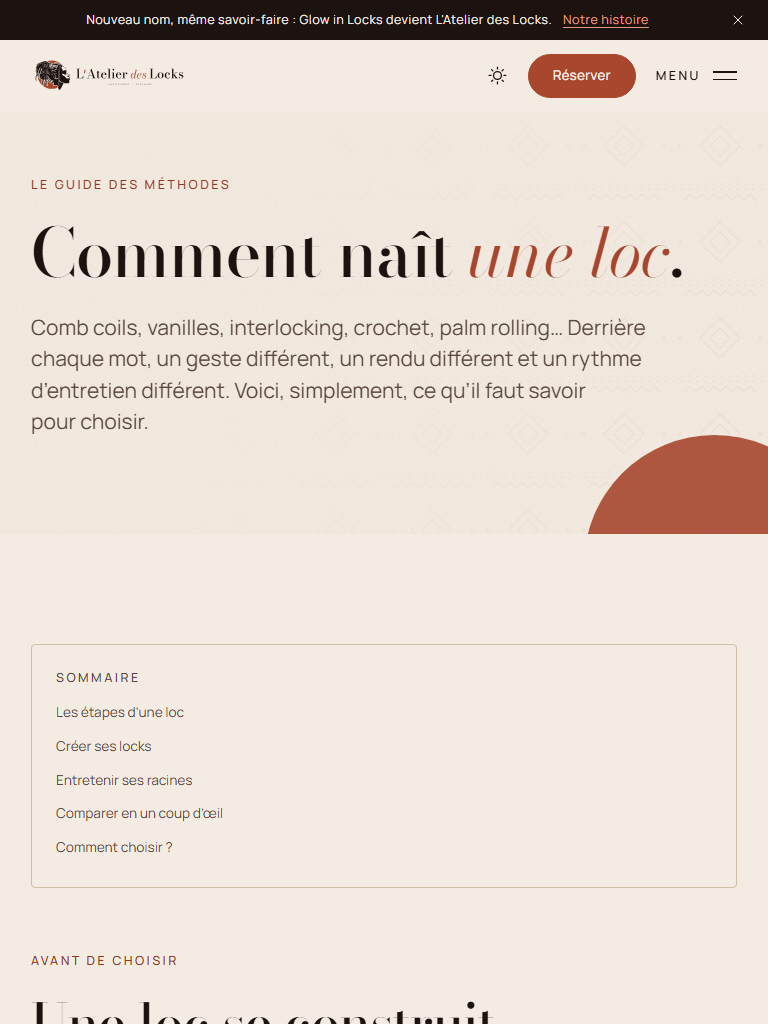 Nouveau nom, même savoir-faire : Glow in Locks devient L'Atelier des Locks. Notre histoire
L'Atelier des Locks
Réserver
MENU
LE GUIDE DES MÉTHODES
Comment naît une loc.
Comb coils, vanilles, interlocking, crochet, palm rolling… Derrière
chaque mot, un geste différent, un rendu différent et un rythme
d'entretien différent. Voici, simplement, ce qu'il faut savoir
pour choisir.
SOMMAIRE
Les étapes d'une loc
Créer ses locks
Entretenir ses racines
Comparer en un coup d'œil
Comment choisir ?
AVANT DE CHOISIR
Une loc se construit